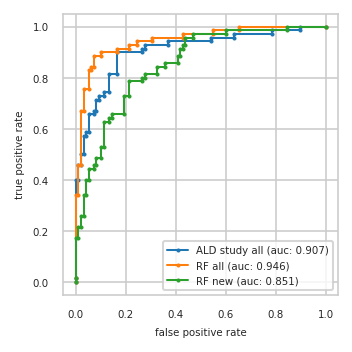 1.0
0.8
0.6
0.4
0.2
0.0
true positive rate
ALD study all (auc: 0.907)
RF all (auc: 0.946)
RF new (auc: 0.851)
0.0 0.2 0.4 0.6 0.8 1.0
false positive rate